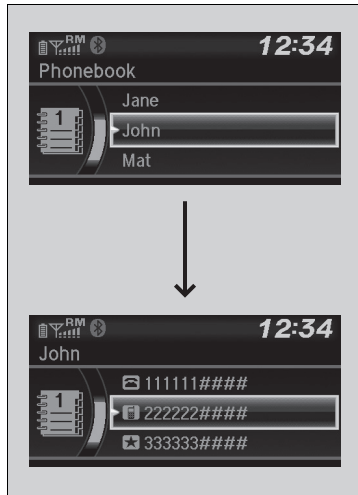 RM 12:34
Phonebook
1
Jane
John
Mat
RM 12:34
John
1
111111####
222222####
333333####